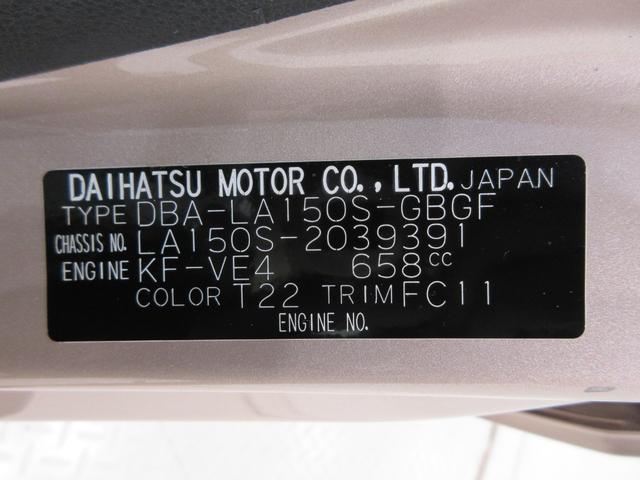 DAIHATSU MOTOR CO., LTD. JAPAN
TYPE DBA-LA150S-GBGF
CHASSIS NO. LA150S-2039391
ENGINE KF-VE4 658cc
COLOR T22 TRIM FC11
ENGINE NO.